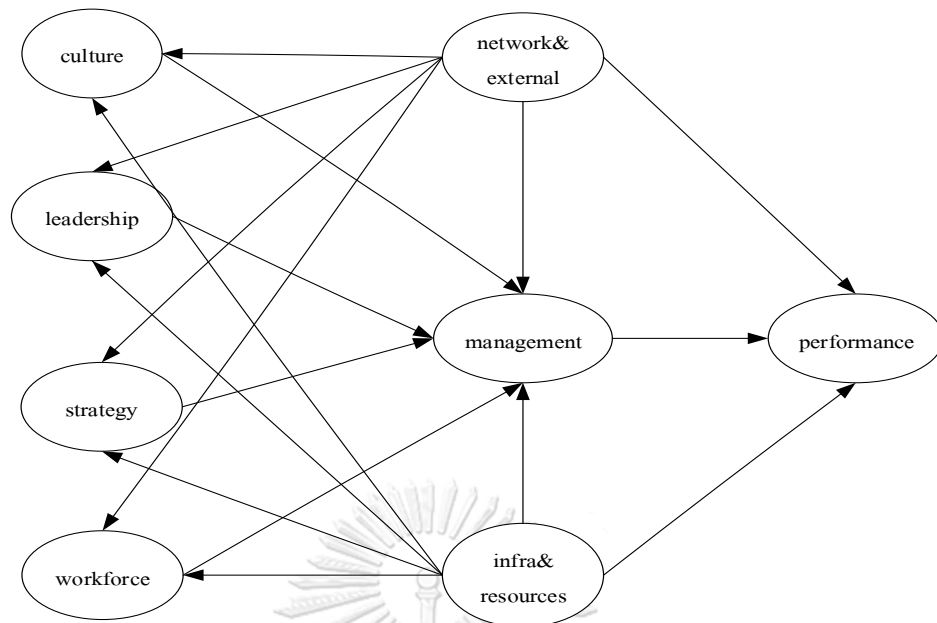 culture
network&
external
leadership
management
performance
strategy
workforce
infra&
resources